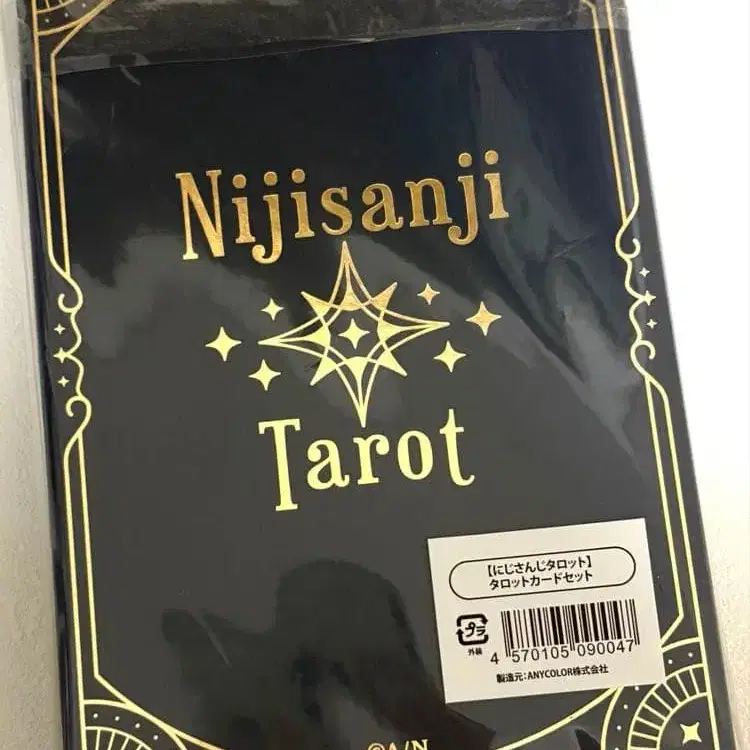 Nijisanji
Tarot
【にじさんじタロット】
タロットカードセット
プラ
外装
4 570105 090047
製造元：ANYCOLOR株式会社
©A/N